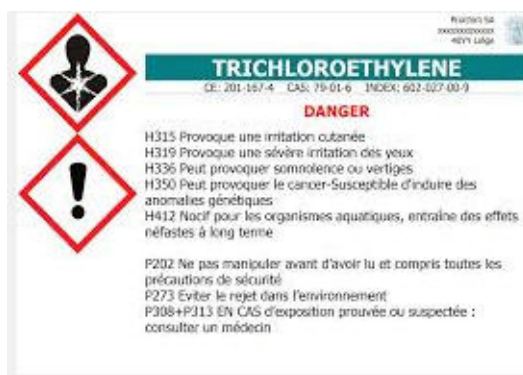 TRICHLOROETHYLENE
CE: 201-167-4 CAS: 79-01-6 INDEX: 602-027-00-9
DANGER
H315 Provoque une irritation cutanée
H319 Provoque une sévère irritation des yeux
H336 Peut provoquer somnolence ou vertiges
H350 Peut provoquer le cancer-Susceptible d'induire des
anomalies génétiques
H412 Nocif pour les organismes aquatiques, entraîne des effets
néfastes à long terme
P202 Ne pas manipuler avant d'avoir lu et compris toutes les
précautions de sécurité
P273 Eviter le rejet dans l'environnement
P308+P313 EN CAS d'exposition prouvée ou suspectée :
consulter un médecin